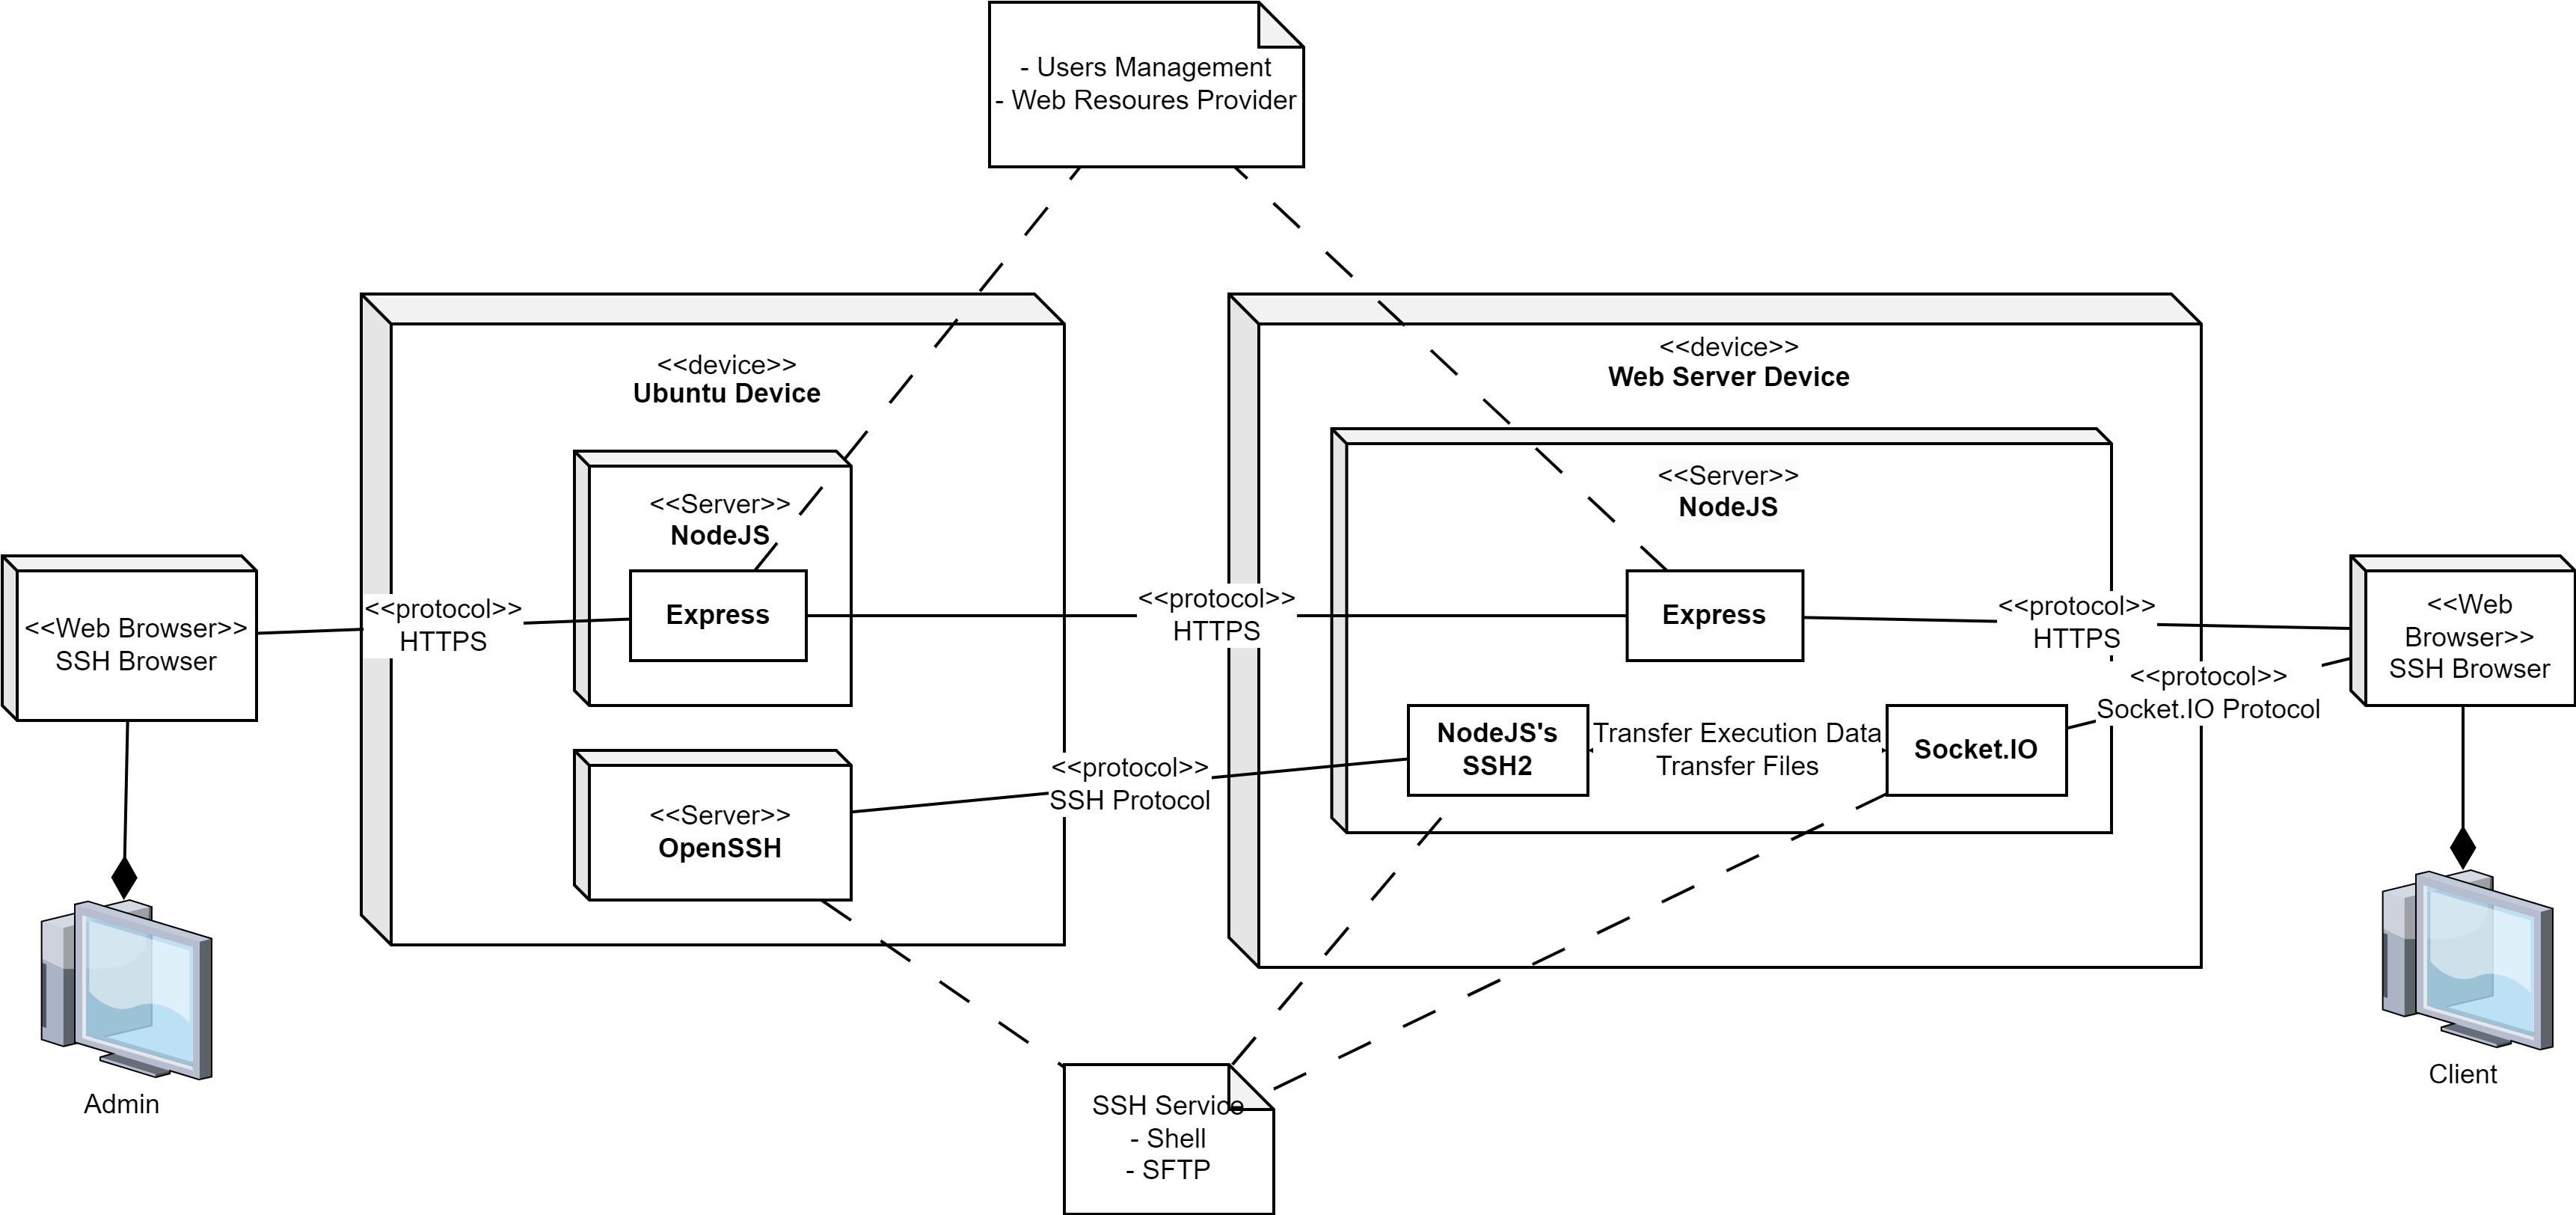 - Users Management
- Web Resoures Provider
<<device>>
Ubuntu Device
<<Server>>
NodeJS
Express
<<Server>>
OpenSSH
<<device>>
Web Server Device
<<Server>>
NodeJS
Express
NodeJS's
SSH2
Transfer Execution Data
Transfer Files
Socket.IO
<<Web Browser>>
SSH Browser
<<protocol>>
HTTPS
<<protocol>>
HTTPS
<<protocol>>
HTTPS
<<protocol>>
Socket.IO Protocol
<<protocol>>
SSH Protocol
<<Web
Browser>>
SSH Browser
Admin
Client
SSH Service
- Shell
- SFTP